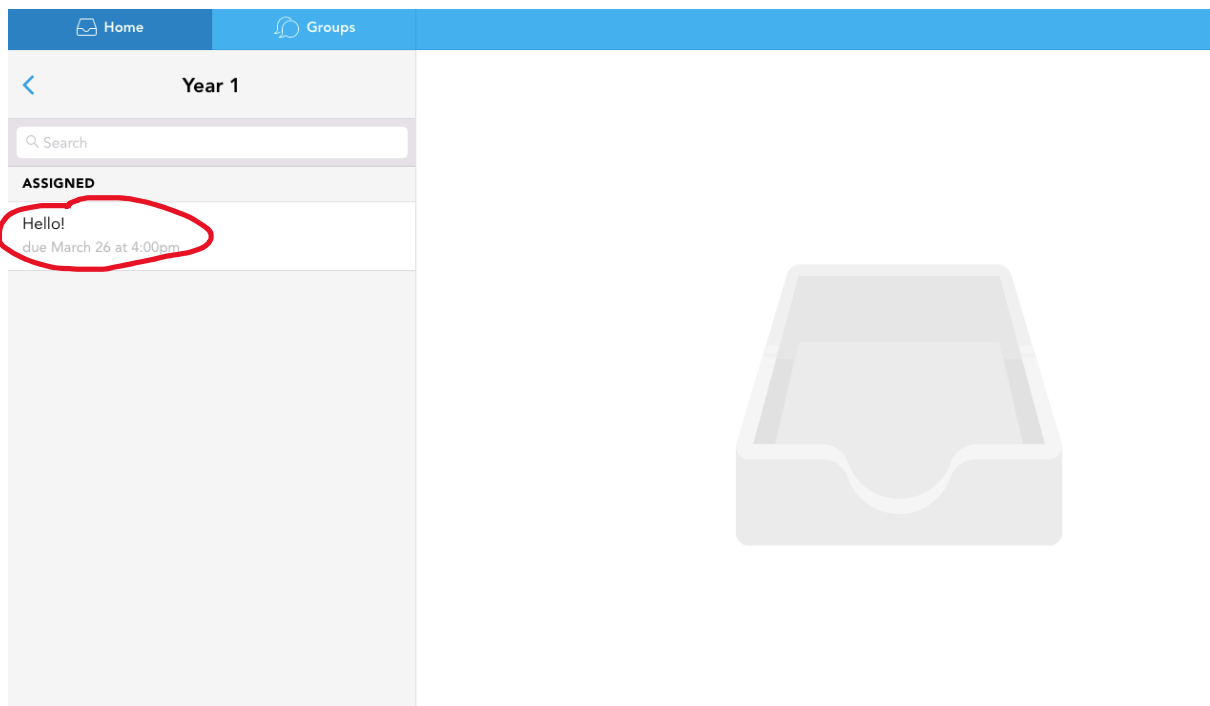 Home
Groups
Year 1
Search
ASSIGNED
Hello!
due March 26 at 4:00pm